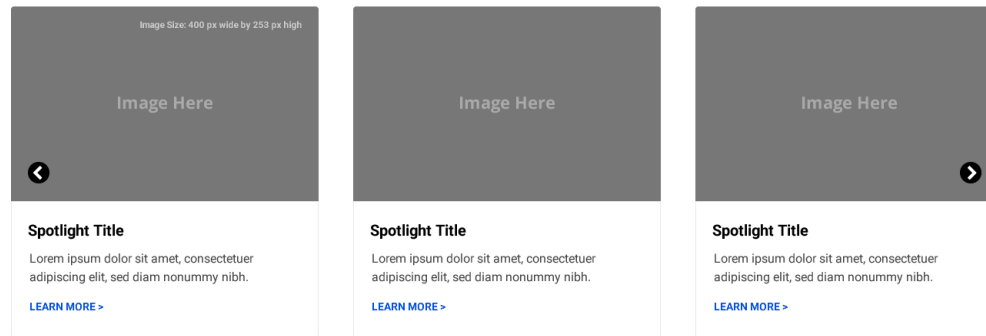 Image Size: 400 px wide by 253 px high
Image Here
Spotlight Title
Lorem ipsum dolor sit amet, consectetuer
adipiscing elit, sed diam nonummy nibh.
LEARN MORE >
Image Here
Spotlight Title
Lorem ipsum dolor sit amet, consectetuer
adipiscing elit, sed diam nonummy nibh.
LEARN MORE >
Image Here
Spotlight Title
Lorem ipsum dolor sit amet, consectetuer
adipiscing elit, sed diam nonummy nibh.
LEARN MORE >